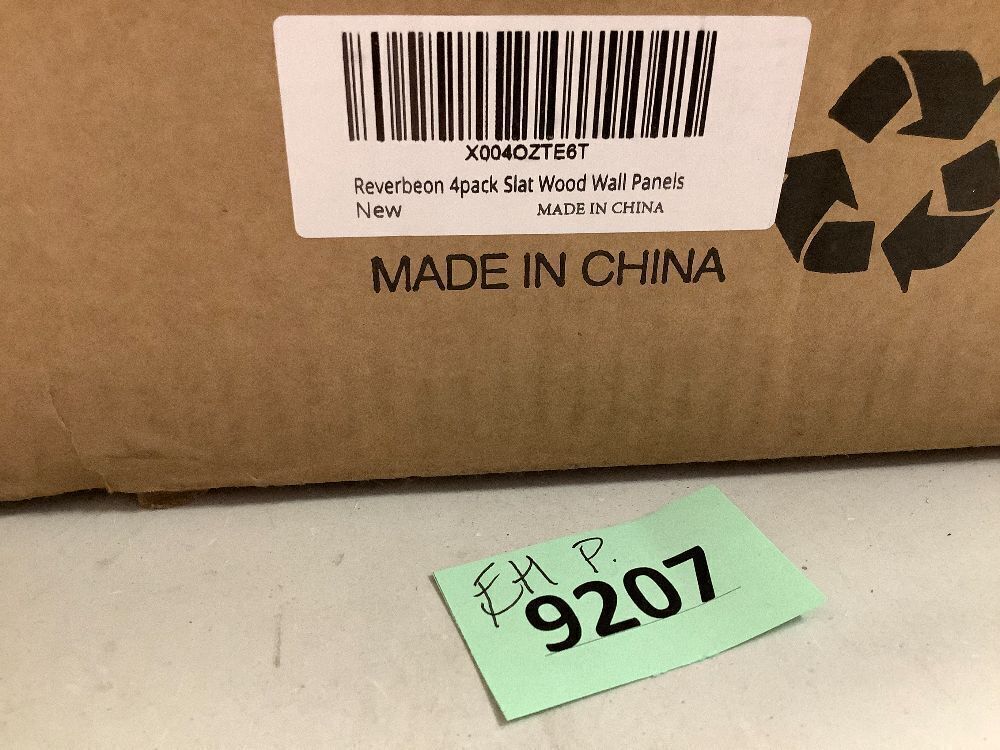 X004OZTE6T
Reverbeon 4pack Slat Wood Wall Panels
New MADE IN CHINA
MADE IN CHINA
EH P.
9207